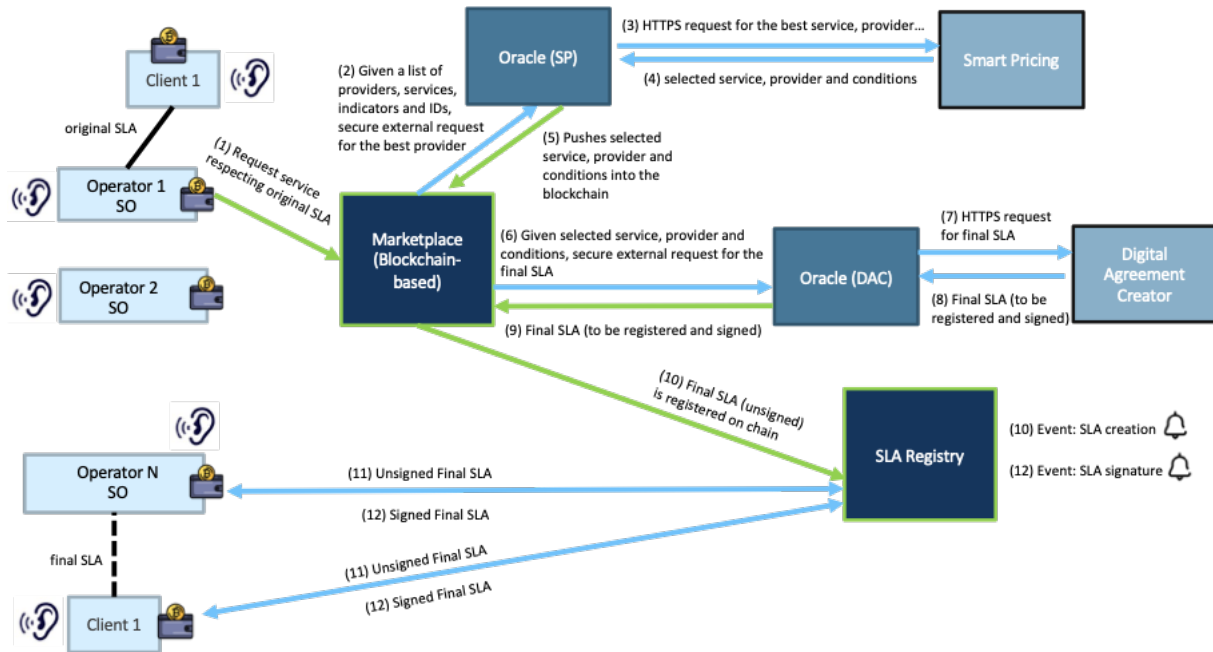 Client 1
original SLA
Operator 1
SO
(1) Request service
respecting original SLA
Operator 2
SO
(2) Given a list of
providers, services,
indicators and IDs,
secure external request
for the best provider
Oracle (SP)
(3) HTTPS request for the best service, provider...
(4) selected service, provider and conditions
Smart Pricing
(5) Pushes selected
service, provider and
conditions into the
blockchain
Marketplace
(Blockchain-
based)
(6) Given selected service, provider and
conditions, secure external request for the
final SLA
(9) Final SLA (to be registered and signed)
Oracle (DAC)
(7) HTTPS request
for final SLA
(8) Final SLA (to be
registered and signed)
Digital
Agreement
Creator
(10) Final SLA (unsigned)
is registered on chain
SLA Registry
(10) Event: SLA creation
(12) Event: SLA signature
Operator N
SO
(11) Unsigned Final SLA
(12) Signed Final SLA
final SLA
(11) Unsigned Final SLA
(12) Signed Final SLA
Client 1